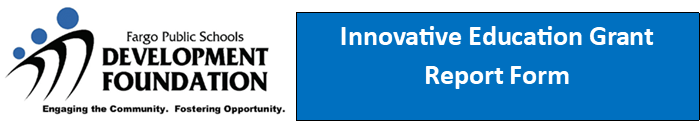 Fargo Public Schools
DEVELOPMENT
FOUNDATION
Engaging the Community. Fostering Opportunity.
Innovative Education Grant
Report Form